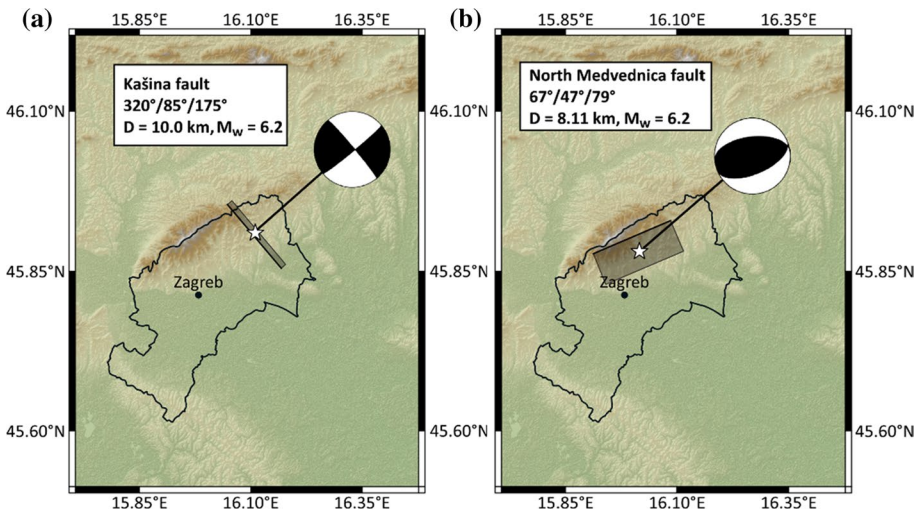 (a)
15.85°E 16.10°E 16.35°E
Kašina fault
320°/85°/175°
D = 10.0 km, Mw = 6.2
46.10°N
45.85°N
45.60°N
Zagreb
15.85°E 16.10°E 16.35°E
(b)
15.85°E 16.10°E 16.35°E
North Medvednica fault
67°/47°/79°
D = 8.11 km, Mw = 6.2
46.10°N
45.85°N
45.60°N
Zagreb
15.85°E 16.10°E 16.35°E